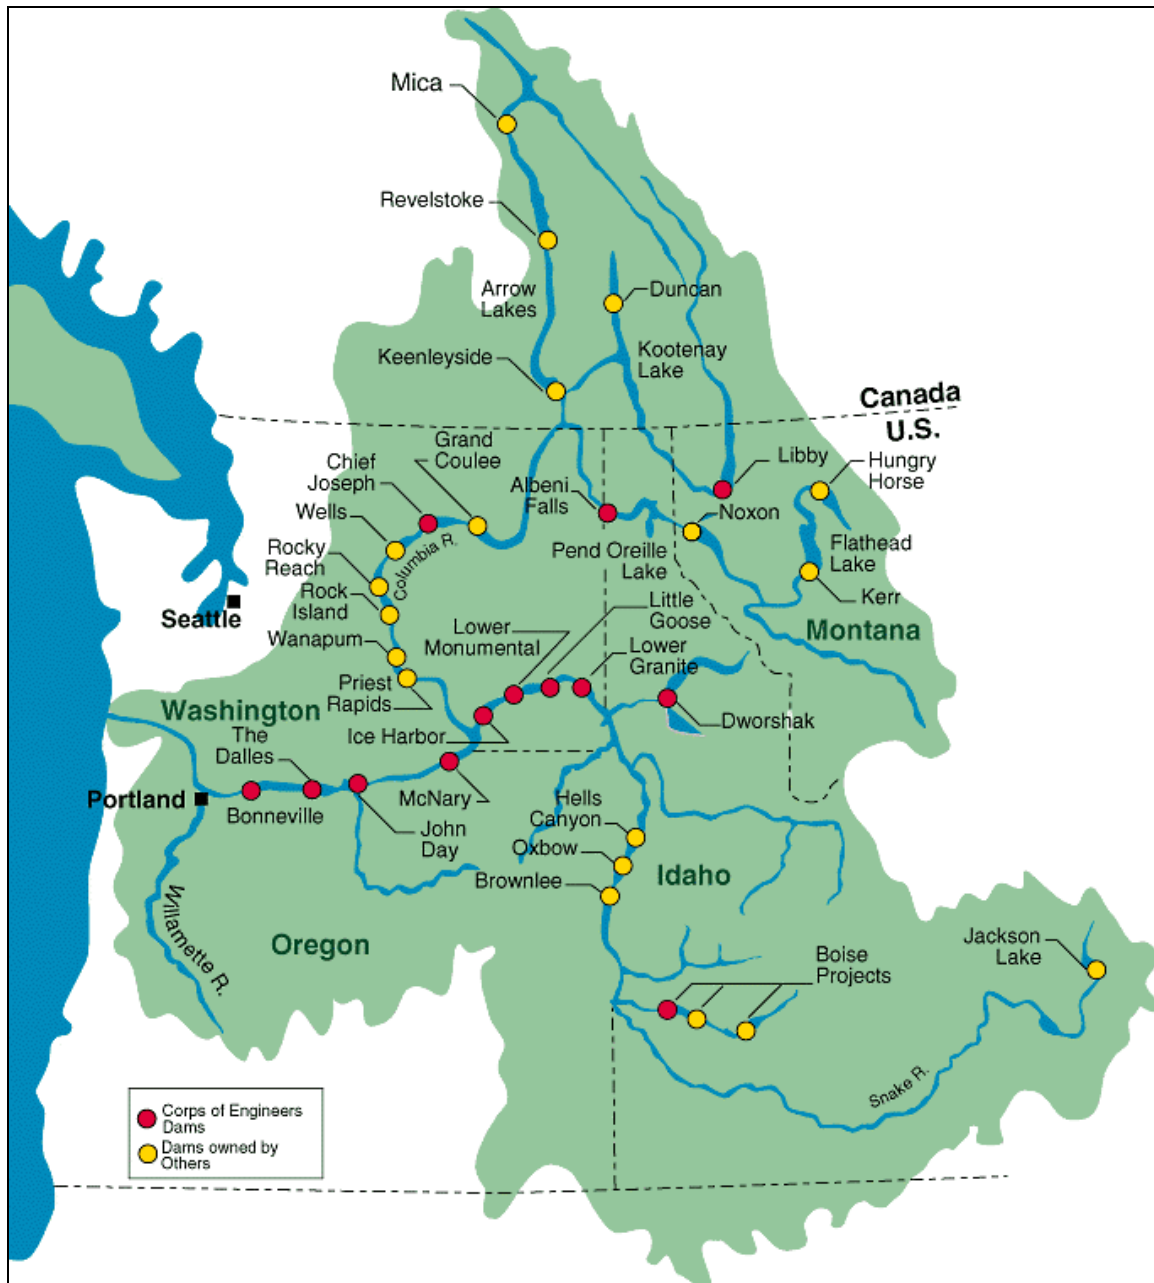 Mica
Revelstoke
Arrow
Lakes
Duncan
Keenleyside
Kootenay
Lake
Canada
U.S.
Grand
Coulee
Chief
Joseph
Albeni
Falls
Libby
Hungry
Horse
Wells
Noxon
Columbia R.
Rocky
Reach
Pend Oreille
Lake
Flathead
Lake
Rock
Island
Kerr
Seattle
Little
Goose
Wanapum
Lower
Monumental
Lower
Granite
Montana
Priest
Rapids
Washington
Ice Harbor
Dworshak
The
Dalles
Portland
Bonneville
McNary
John
Day
Hells
Canyon
Oxbow
Brownlee
Idaho
Willamette R.
Oregon
Boise
Projects
Jackson
Lake
Snake R.
Corps of Engineers
Dams
Dams owned by
Others